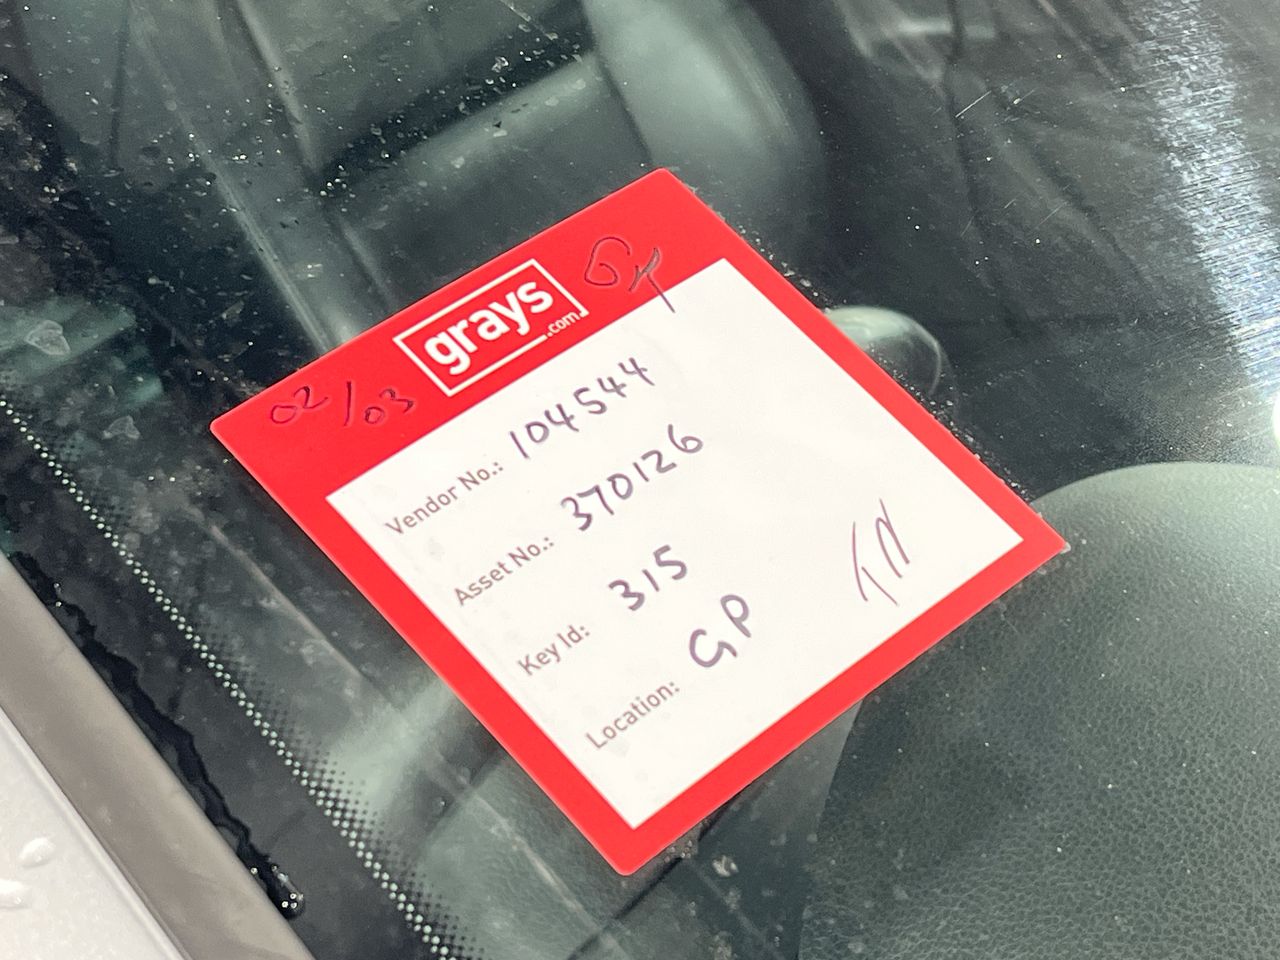 02/03
grays
.com
Vendor No.: 104544
Asset No.: 370126
Key Id: 315
Location: GP